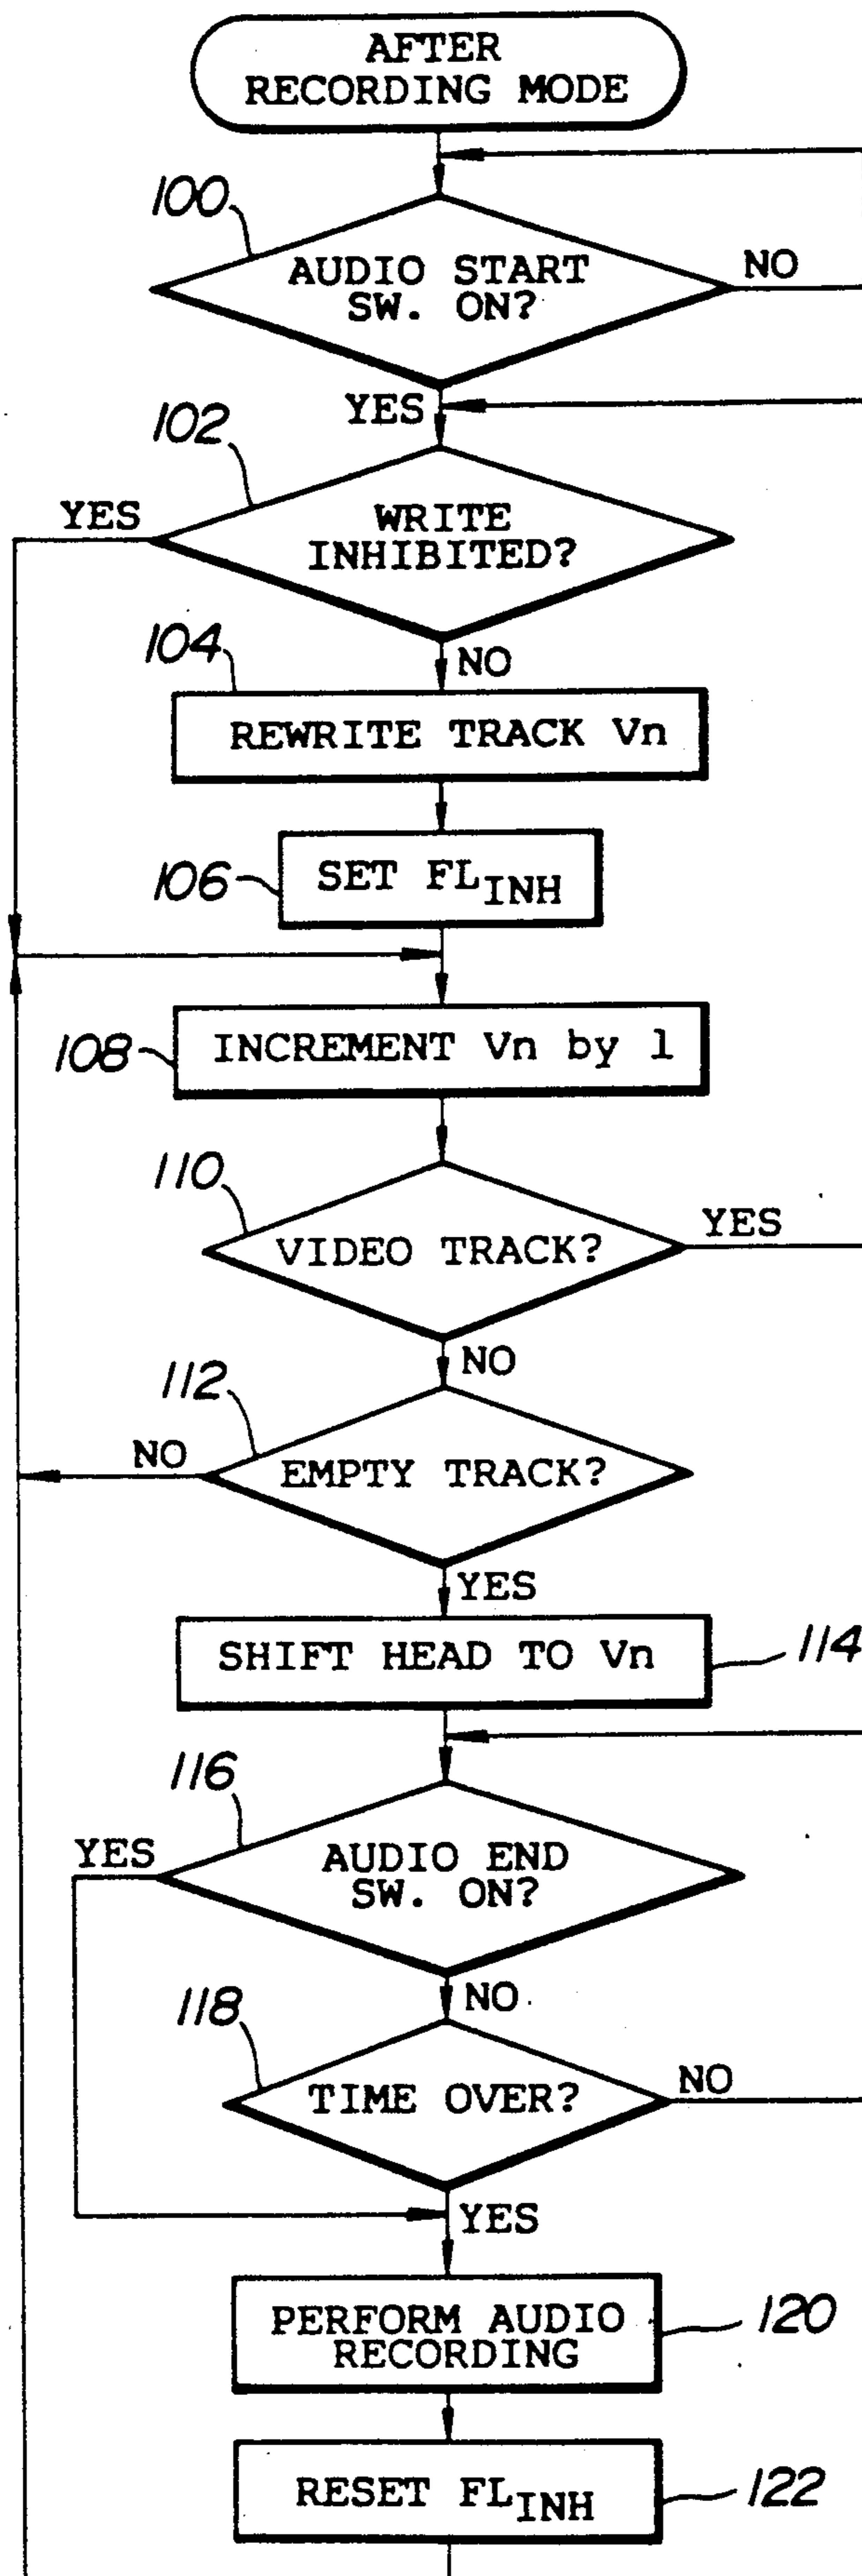 AFTER
RECORDING MODE
100
AUDIO START
SW. ON?
NO
YES
102
YES
WRITE
INHIBITED?
104
NO
REWRITE TRACK Vn
106
SET FLINH
108
INCREMENT Vn by 1
110
VIDEO TRACK?
YES
NO
112
NO
EMPTY TRACK?
YES
SHIFT HEAD TO Vn
114
116
YES
AUDIO END
SW. ON?
NO
118
TIME OVER?
NO
YES
PERFORM AUDIO
RECORDING
120
RESET FLINH
122